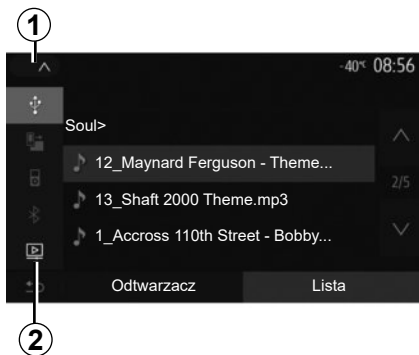 1
-40°C 08:56
Soul>
12_Maynard Ferguson - Theme...
13_Shaft 2000 Theme.mp3
2/5
1_Accross 110th Street - Bobby...
Odtwarzacz Lista
2